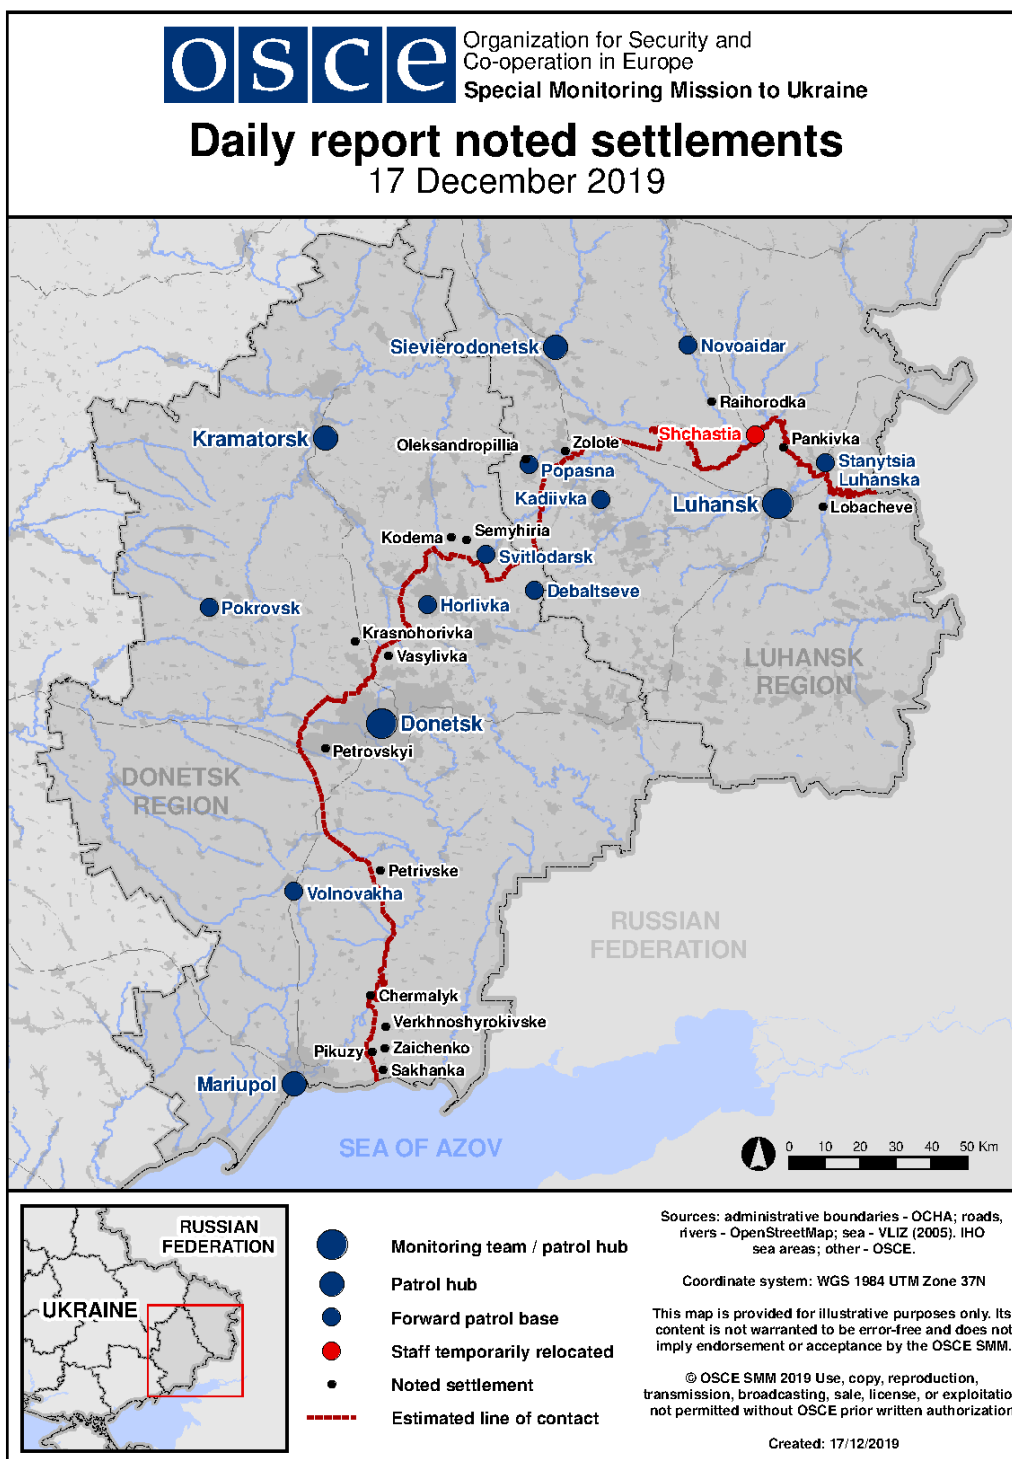 osce
Organization for Security and
Co-operation in Europe
Special Monitoring Mission to Ukraine
Daily report noted settlements
17 December 2019
Sievierodonetsk
Novoaidar
Raihorodka
Kramatorsk
Oleksandropillia
Zolote
Shchastia
Pankivka
Popasna
Stanytsia
Luhanska
Kadiivka
Luhansk
Lobacheve
Kodema
Semyhiria
Svitlodarsk
Debaltseve
Pokrovsk
Horlivka
Krasnohorivka
Vasylivka
LUHANSK
REGION
Donetsk
Petrovskyi
DONETSK
REGION
Petrivske
Volnovakha
RUSSIAN
FEDERATION
Chermalyk
Verkhnoshyrokivske
Pikuzy
Zaichenko
Sakhanka
Mariupol
SEA OF AZOV
0 10 20 30 40 50 Km
RUSSIAN
FEDERATION
UKRAINE
Monitoring team / patrol hub
Patrol hub
Forward patrol base
Staff temporarily relocated
Noted settlement
Estimated line of contact
Sources: administrative boundaries - OCHA; roads,
rivers - OpenStreetMap; sea - VLIZ (2005). IHO
sea areas; other - OSCE.
Coordinate system: WGS 1984 UTM Zone 37N
This map is provided for illustrative purposes only. Its
content is not warranted to be error-free and does not
imply endorsement or acceptance by the OSCE SMM.
© OSCE SMM 2019 Use, copy, reproduction,
transmission, broadcasting, sale, license, or exploitatio
not permitted without OSCE prior written authorization
Created: 17/12/2019